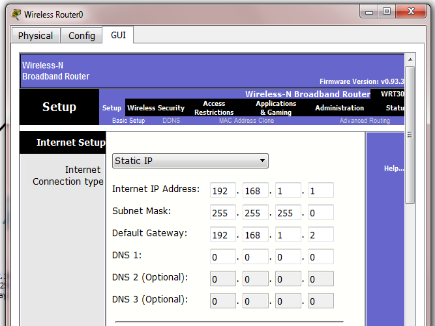 Wireless Router0
Physical Config GUI
Wireless-N
Broadband Router
Firmware Version: v0.93.3
Wireless-N Broadband Router WRT30
Setup
Setup Wireless Security Access Restrictions Applications & Gaming Administration Statu
Basic Setup DDNS MAC Address Clone Advanced Routing
Internet Setup
Internet
Connection type
Static IP
Help...
Internet IP Address: 192 . 168 . 1 . 1
Subnet Mask: 255 . 255 . 255 . 0
Default Gateway: 192 . 168 . 1 . 2
DNS 1: 0 . 0 . 0 . 0
DNS 2 (Optional): 0 . 0 . 0 . 0
DNS 3 (Optional): 0 . 0 . 0 . 0